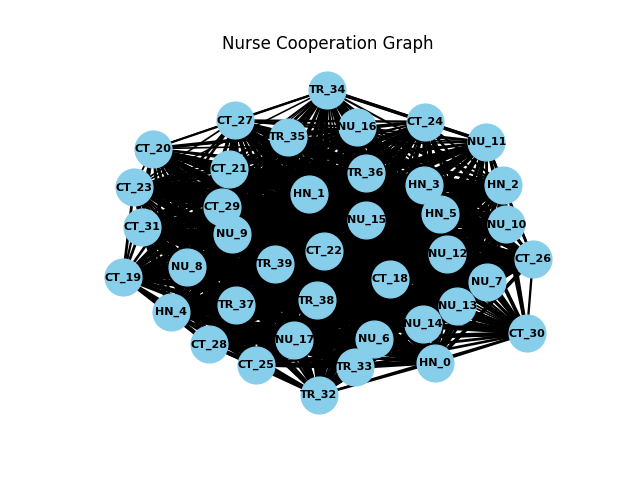 Nurse Cooperation Graph
TR_34
CT_27
NU_16
CT_24
TR_35
NU_11
CT_20
CT_21
TR_36
CT_23
HN_1
HN_3
HN_2
CT_29
NU_15
HN_5
CT_31
NU_9
NU_10
CT_22
NU_12
CT_26
NU_8
TR_39
CT_19
CT_18
NU_7
HN_4
TR_37
TR_38
NU_13
NU_14
CT_30
CT_28
NU_17
NU_6
CT_25
TR_33
HN_0
TR_32